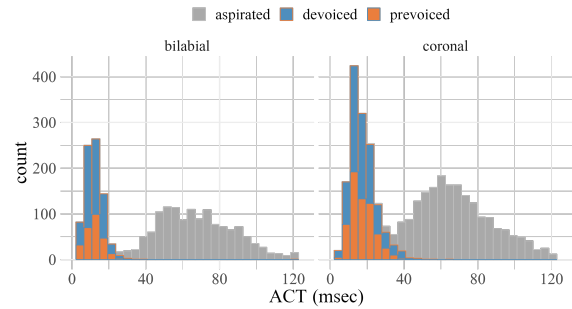 aspirated devoiced prevoiced
bilabial coronal
count
400
300
200
100
0
0 40 80 120 0 40 80 120
ACT (msec)